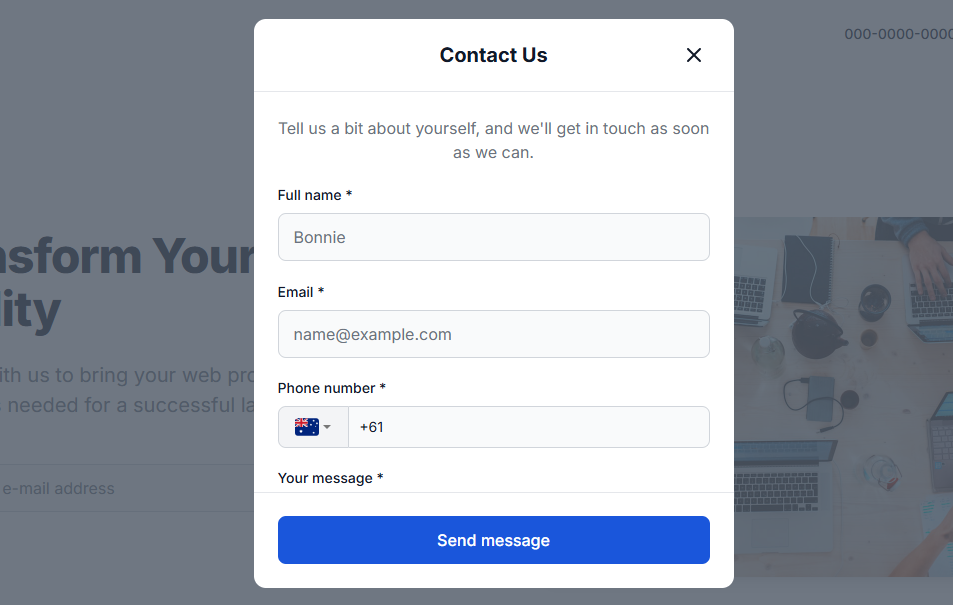 000-0000-0000
Contact Us
Tell us a bit about yourself, and we'll get in touch as soon
as we can.
Full name *
Bonnie
nsform Your
lity
Email *
name@example.com
ith us to bring your web pro
s needed for a successful la
Phone number *
+61
Your message *
e-mail address
Send message